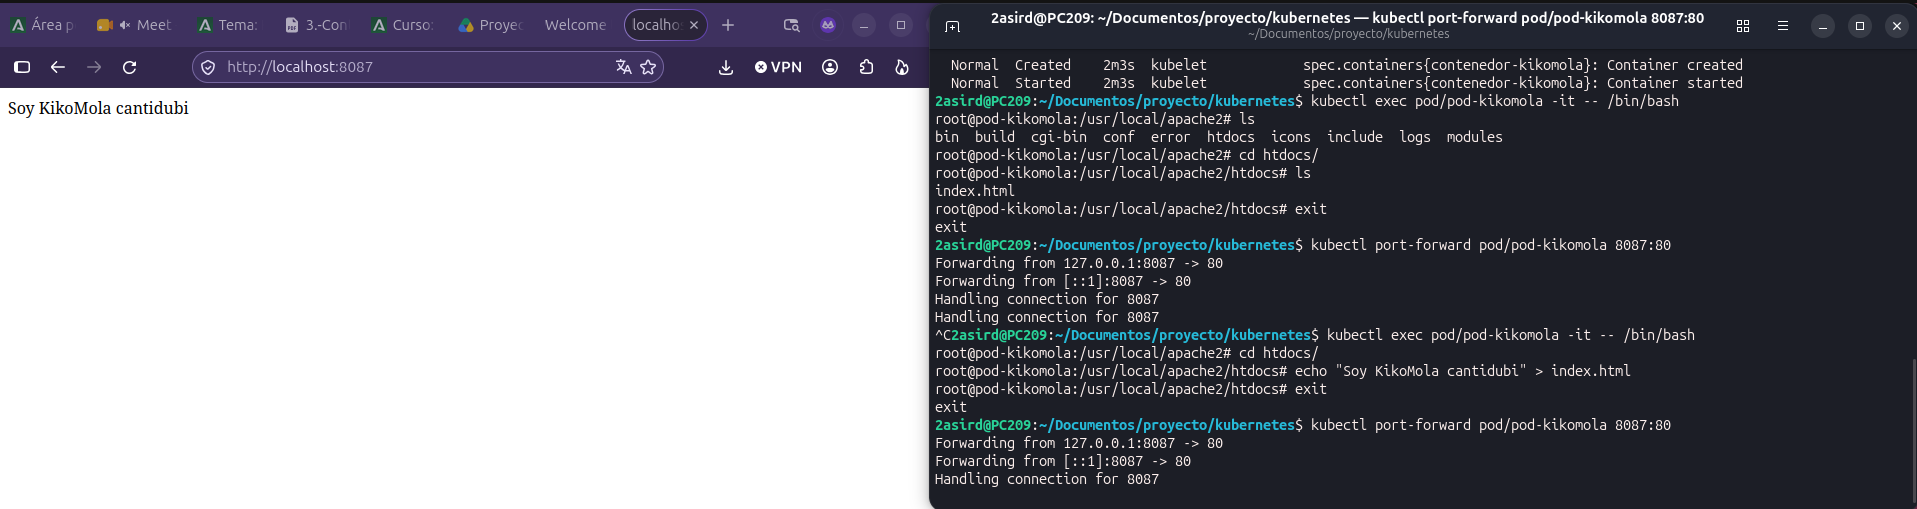 Área p
Meet
Tema:
3.-Con
Curso:
Proye
Welcome
localho
http://localhost:8087
VPN
Soy KikoMola cantidubi
2asird@PC209: ~/Documentos/proyecto/kubernetes — kubectl port-forward pod/pod-kikomola 8087:80
~/Documentos/proyecto/kubernetes
Normal  Created    2m3s  kubelet            spec.containers{contenedor-kikomola}: Container created
Normal  Started    2m3s  kubelet            spec.containers{contenedor-kikomola}: Container started
2asird@PC209:~/Documentos/proyecto/kubernetes$ kubectl exec pod/pod-kikomola -it -- /bin/bash
root@pod-kikomola:/usr/local/apache2# ls
bin  build  cgi-bin  conf  error  htdocs  icons  include  logs  modules
root@pod-kikomola:/usr/local/apache2# cd htdocs/
root@pod-kikomola:/usr/local/apache2/htdocs# ls
index.html
root@pod-kikomola:/usr/local/apache2/htdocs# exit
exit
2asird@PC209:~/Documentos/proyecto/kubernetes$ kubectl port-forward pod/pod-kikomola 8087:80
Forwarding from 127.0.0.1:8087 -> 80
Forwarding from [::1]:8087 -> 80
Handling connection for 8087
Handling connection for 8087
^C2asird@PC209:~/Documentos/proyecto/kubernetes$ kubectl exec pod/pod-kikomola -it -- /bin/bash
root@pod-kikomola:/usr/local/apache2# cd htdocs/
root@pod-kikomola:/usr/local/apache2/htdocs# echo "Soy KikoMola cantidubi" > index.html
root@pod-kikomola:/usr/local/apache2/htdocs# exit
exit
2asird@PC209:~/Documentos/proyecto/kubernetes$ kubectl port-forward pod/pod-kikomola 8087:80
Forwarding from 127.0.0.1:8087 -> 80
Forwarding from [::1]:8087 -> 80
Handling connection for 8087